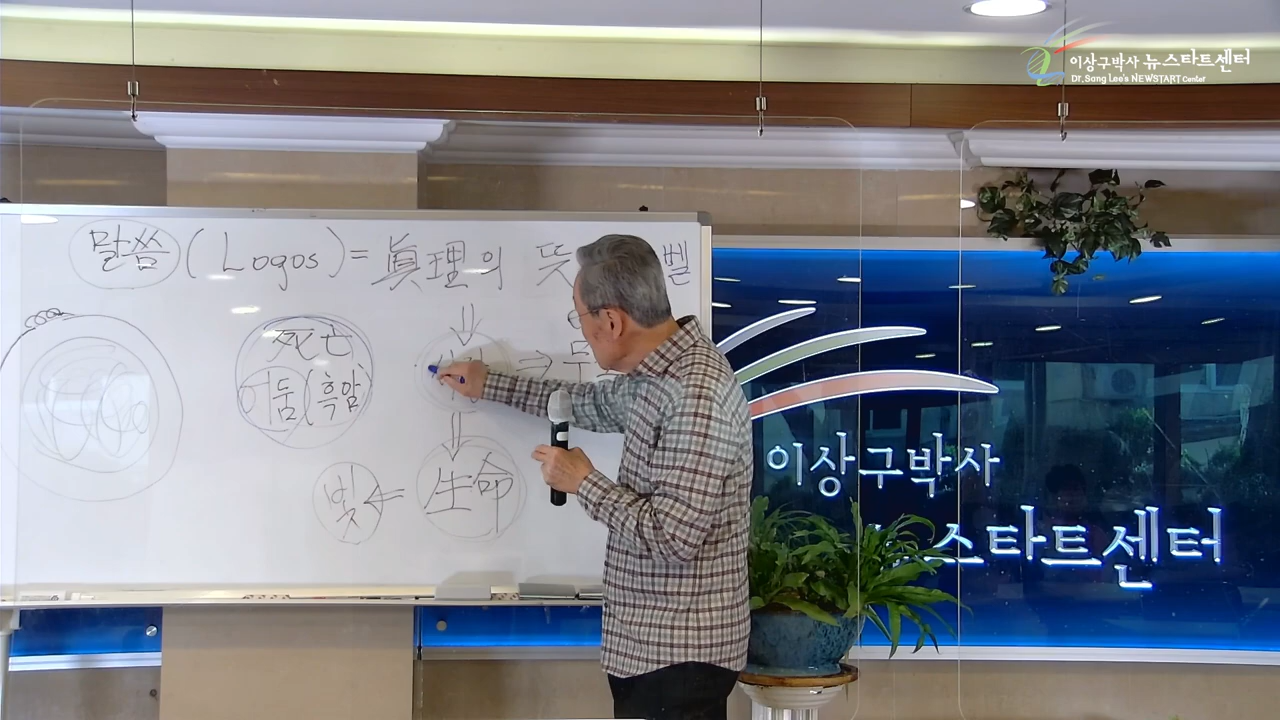 이상구박사 뉴스타트센터
Dr. Sang Lee's NEWSTART Center
말씀 (Logos) = 眞理의 뜻 벨
死亡
어둠 (흑암)
⇒
빛 ⇐ 生命
이상구박사
스타트센터